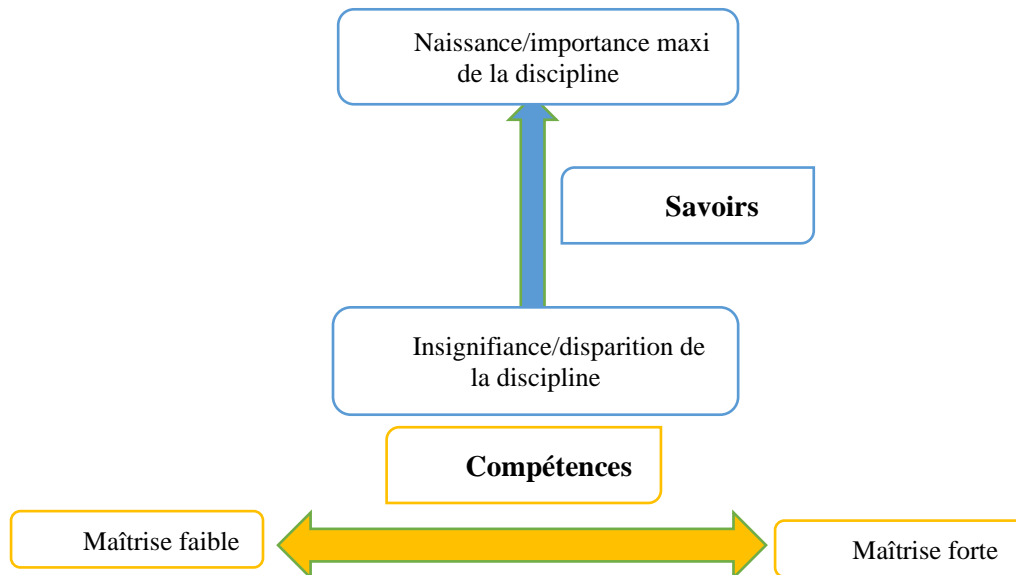 Naissance/importance maxi
de la discipline
Savoirs
Insignifiance/disparition de
la discipline
Compétences
Maîtrise faible
Maîtrise forte